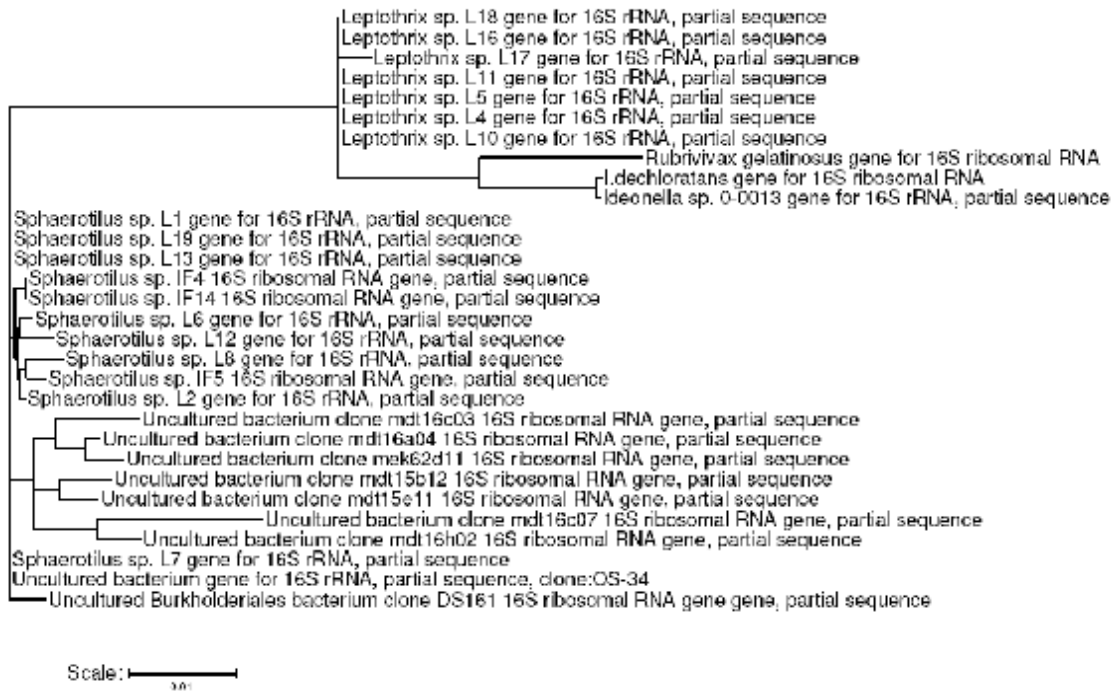 Leptothrix sp. L18 gene for 16S rRNA, partial sequence
Leptothrix sp. L16 gene for 16S rRNA, partial sequence
Leptothrix sp. L17 gene for 16S rRNA, partial sequence
Leptothrix sp. L11 gene for 16S rRNA, partial sequence
Leptothrix sp. L5 gene for 16S rRNA, partial sequence
Leptothrix sp. L4 gene for 16S rRNA, partial sequence
Leptothrix sp. L10 gene for 16S rRNA, partial sequence
Rubrivivax gelatinosus gene for 16S ribosomal RNA
I.dechloratans gene for 16S ribosomal RNA
Ideonella sp. 0-0013 gene for 16S rRNA, partial sequence
Sphaerotilus sp. L1 gene for 16S rRNA, partial sequence
Sphaerotilus sp. L19 gene for 16S rRNA, partial sequence
Sphaerotilus sp. L13 gene for 16S rRNA, partial sequence
Sphaerotilus sp. IF4 16S ribosomal RNA gene, partial sequence
Sphaerotilus sp. IF14 16S ribosomal RNA gene, partial sequence
Sphaerotilus sp. L6 gene for 16S rRNA, partial sequence
Sphaerotilus sp. L12 gene for 16S rRNA, partial sequence
Sphaerotilus sp. L8 gene for 16S rRNA, partial sequence
Sphaerotilus sp. IF5 16S ribosomal RNA gene, partial sequence
Sphaerotilus sp. L2 gene for 16S rRNA, partial sequence
Uncultured bacterium clone mdt16c03 16S ribosomal RNA gene, partial sequence
Uncultured bacterium clone mdt16a04 16S ribosomal RNA gene, partial sequence
Uncultured bacterium clone mek62d11 16S ribosomal RNA gene, partial sequence
Uncultured bacterium clone mdt15b12 16S ribosomal RNA gene, partial sequence
Uncultured bacterium clone mdt15e11 16S ribosomal RNA gene, partial sequence
Uncultured bacterium clone mdt16c07 16S ribosomal RNA gene, partial sequence
Uncultured bacterium clone mdt16h02 16S ribosomal RNA gene, partial sequence
Sphaerotilus sp. L7 gene for 16S rRNA, partial sequence
Uncultured bacterium gene for 16S rRNA, partial sequence, clone:OS-34
Uncultured Burkholderiales bacterium clone DS161 16S ribosomal RNA gene gene, partial sequence
Scale:
0.01